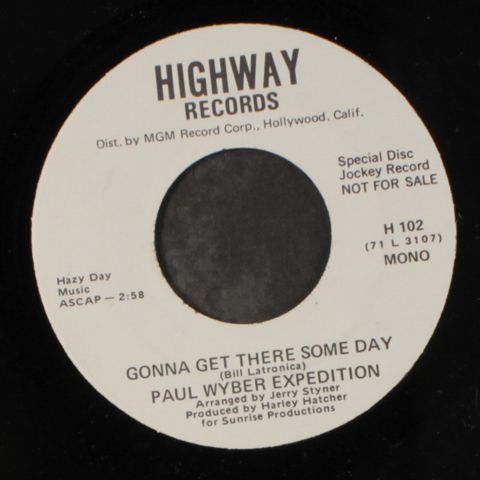 HIGHWAY
RECORDS
Dist. by MGM Record Corp., Hollywood. Calif.
Special Disc
Jockey Record
NOT FOR SALE
H 102
(71 L 3107)
MONO
Hazy Day
Music
ASCAP — 2:58
GONNA GET THERE SOME DAY
(Bill Latronica)
PAUL WYBER EXPEDITION
Arranged by Jerry Styner
Produced by Harley Hatcher
for Sunrise Productions